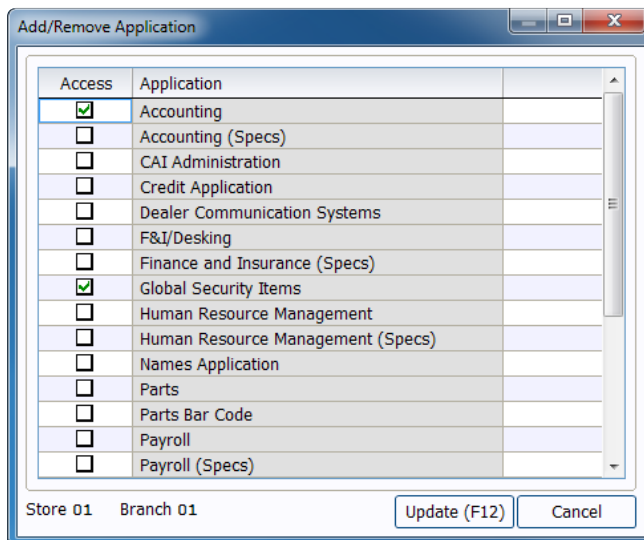 Add/Remove Application
Access Application
Accounting
Accounting (Specs)
CAI Administration
Credit Application
Dealer Communication Systems
F&I/Desking
Finance and Insurance (Specs)
Global Security Items
Human Resource Management
Human Resource Management (Specs)
Names Application
Parts
Parts Bar Code
Payroll
Payroll (Specs)
Store 01 Branch 01 Update (F12) Cancel